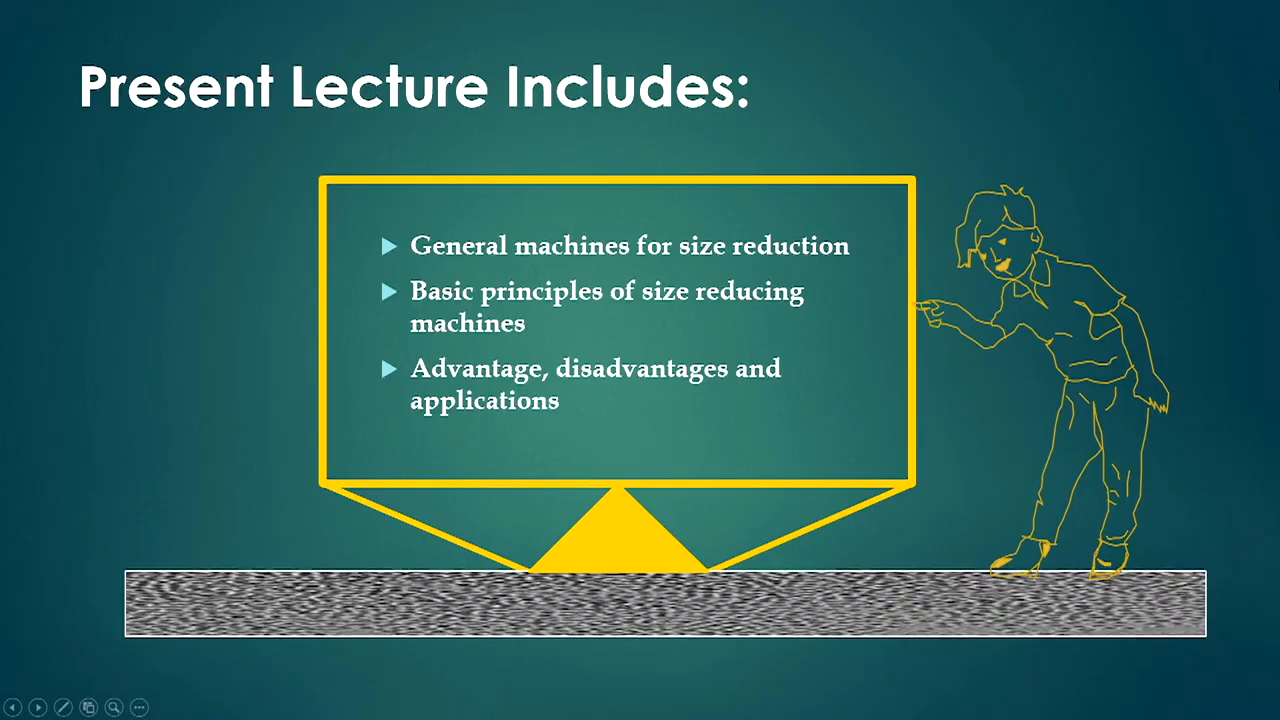 Present Lecture Includes:
General machines for size reduction
Basic principles of size reducing
machines
Advantage, disadvantages and
applications